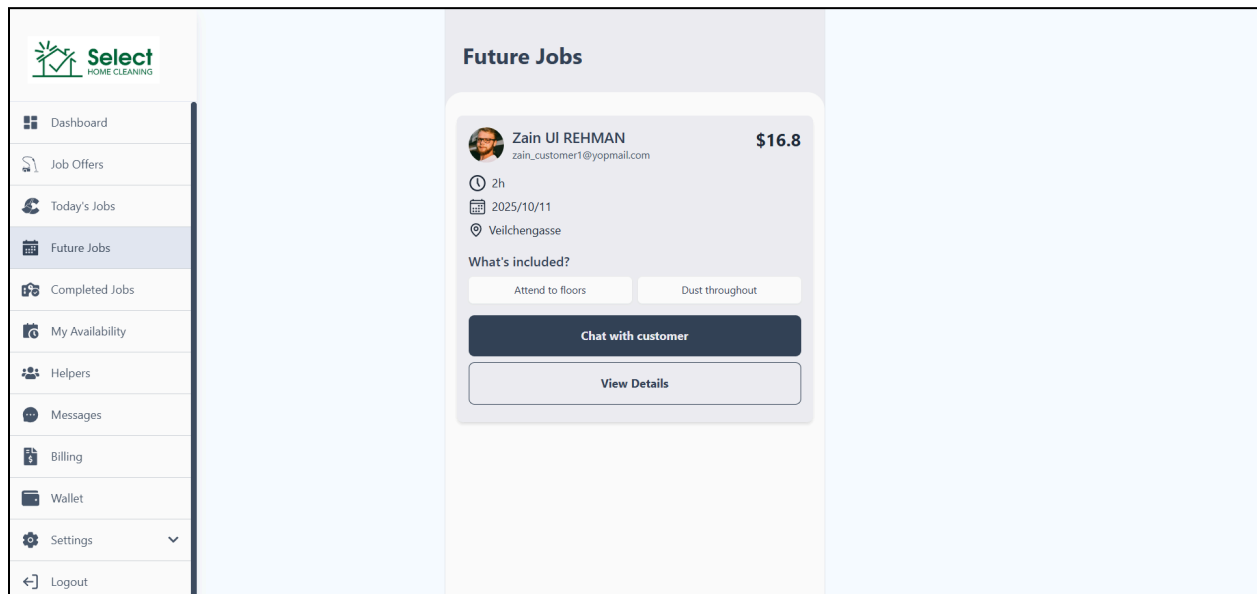 Select
HOME CLEANING
Dashboard
Job Offers
Today's Jobs
Future Jobs
Completed Jobs
My Availability
Helpers
Messages
Billing
Wallet
Settings
Logout
Future Jobs
Zain Ul REHMAN
$16.8
zain_customer1@yopmail.com
2h
2025/10/11
Veilchengasse
What's included?
Attend to floors
Dust throughout
Chat with customer
View Details